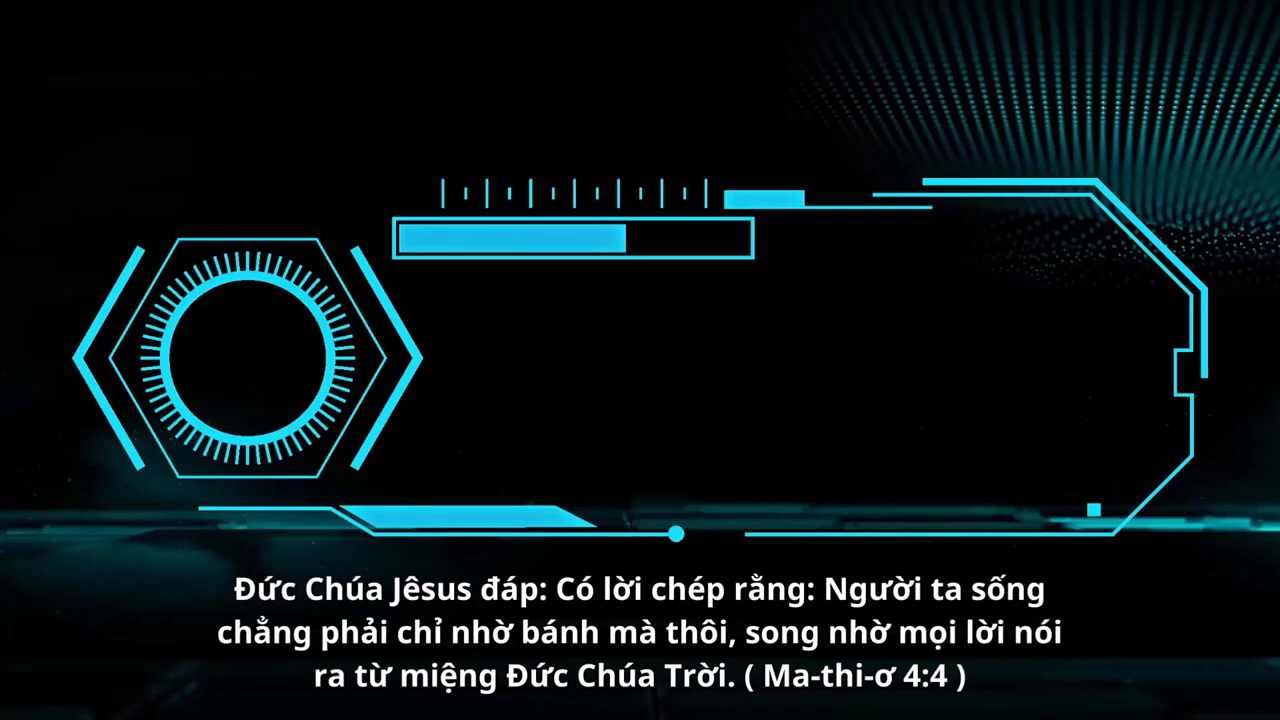 Đức Chúa Jêsus đáp: Có lời chép rằng: Người ta sống
chẳng phải chỉ nhờ bánh mà thôi, song nhờ mọi lời nói
ra từ miệng Đức Chúa Trời. ( Ma-thi-ơ 4:4 )